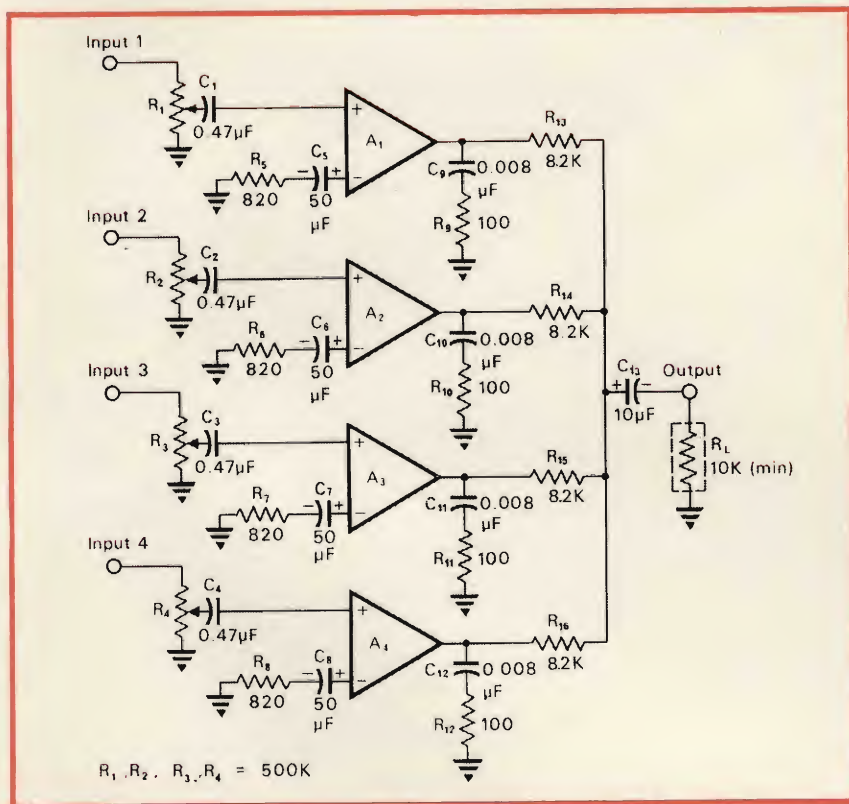 Input 1
R₁
C₁
0.47µF
+
A₁
−
R₅
820
− C₅ +
50
µF
C₉ 0.008
µF
R₉ 100
R₁₃
8.2K
Input 2
R₂
C₂
0.47µF
+
A₂
−
R₆
820
− C₆ +
50
µF
C₁₀ 0.008
µF
R₁₀ 100
R₁₄
8.2K
Input 3
R₃
C₃
0.47µF
+
A₃
−
R₇
820
− C₇ +
50
µF
C₁₁ 0.008
µF
R₁₁ 100
R₁₅
8.2K
+ C₁₃ −
10µF
Output
R_L
10K (min)
Input 4
R₄
C₄
0.47µF
+
A₄
−
R₈
820
− C₈ +
50
µF
C₁₂ 0.008
µF
R₁₂ 100
R₁₆
8.2K
R₁, R₂, R₃, R₄ = 500K